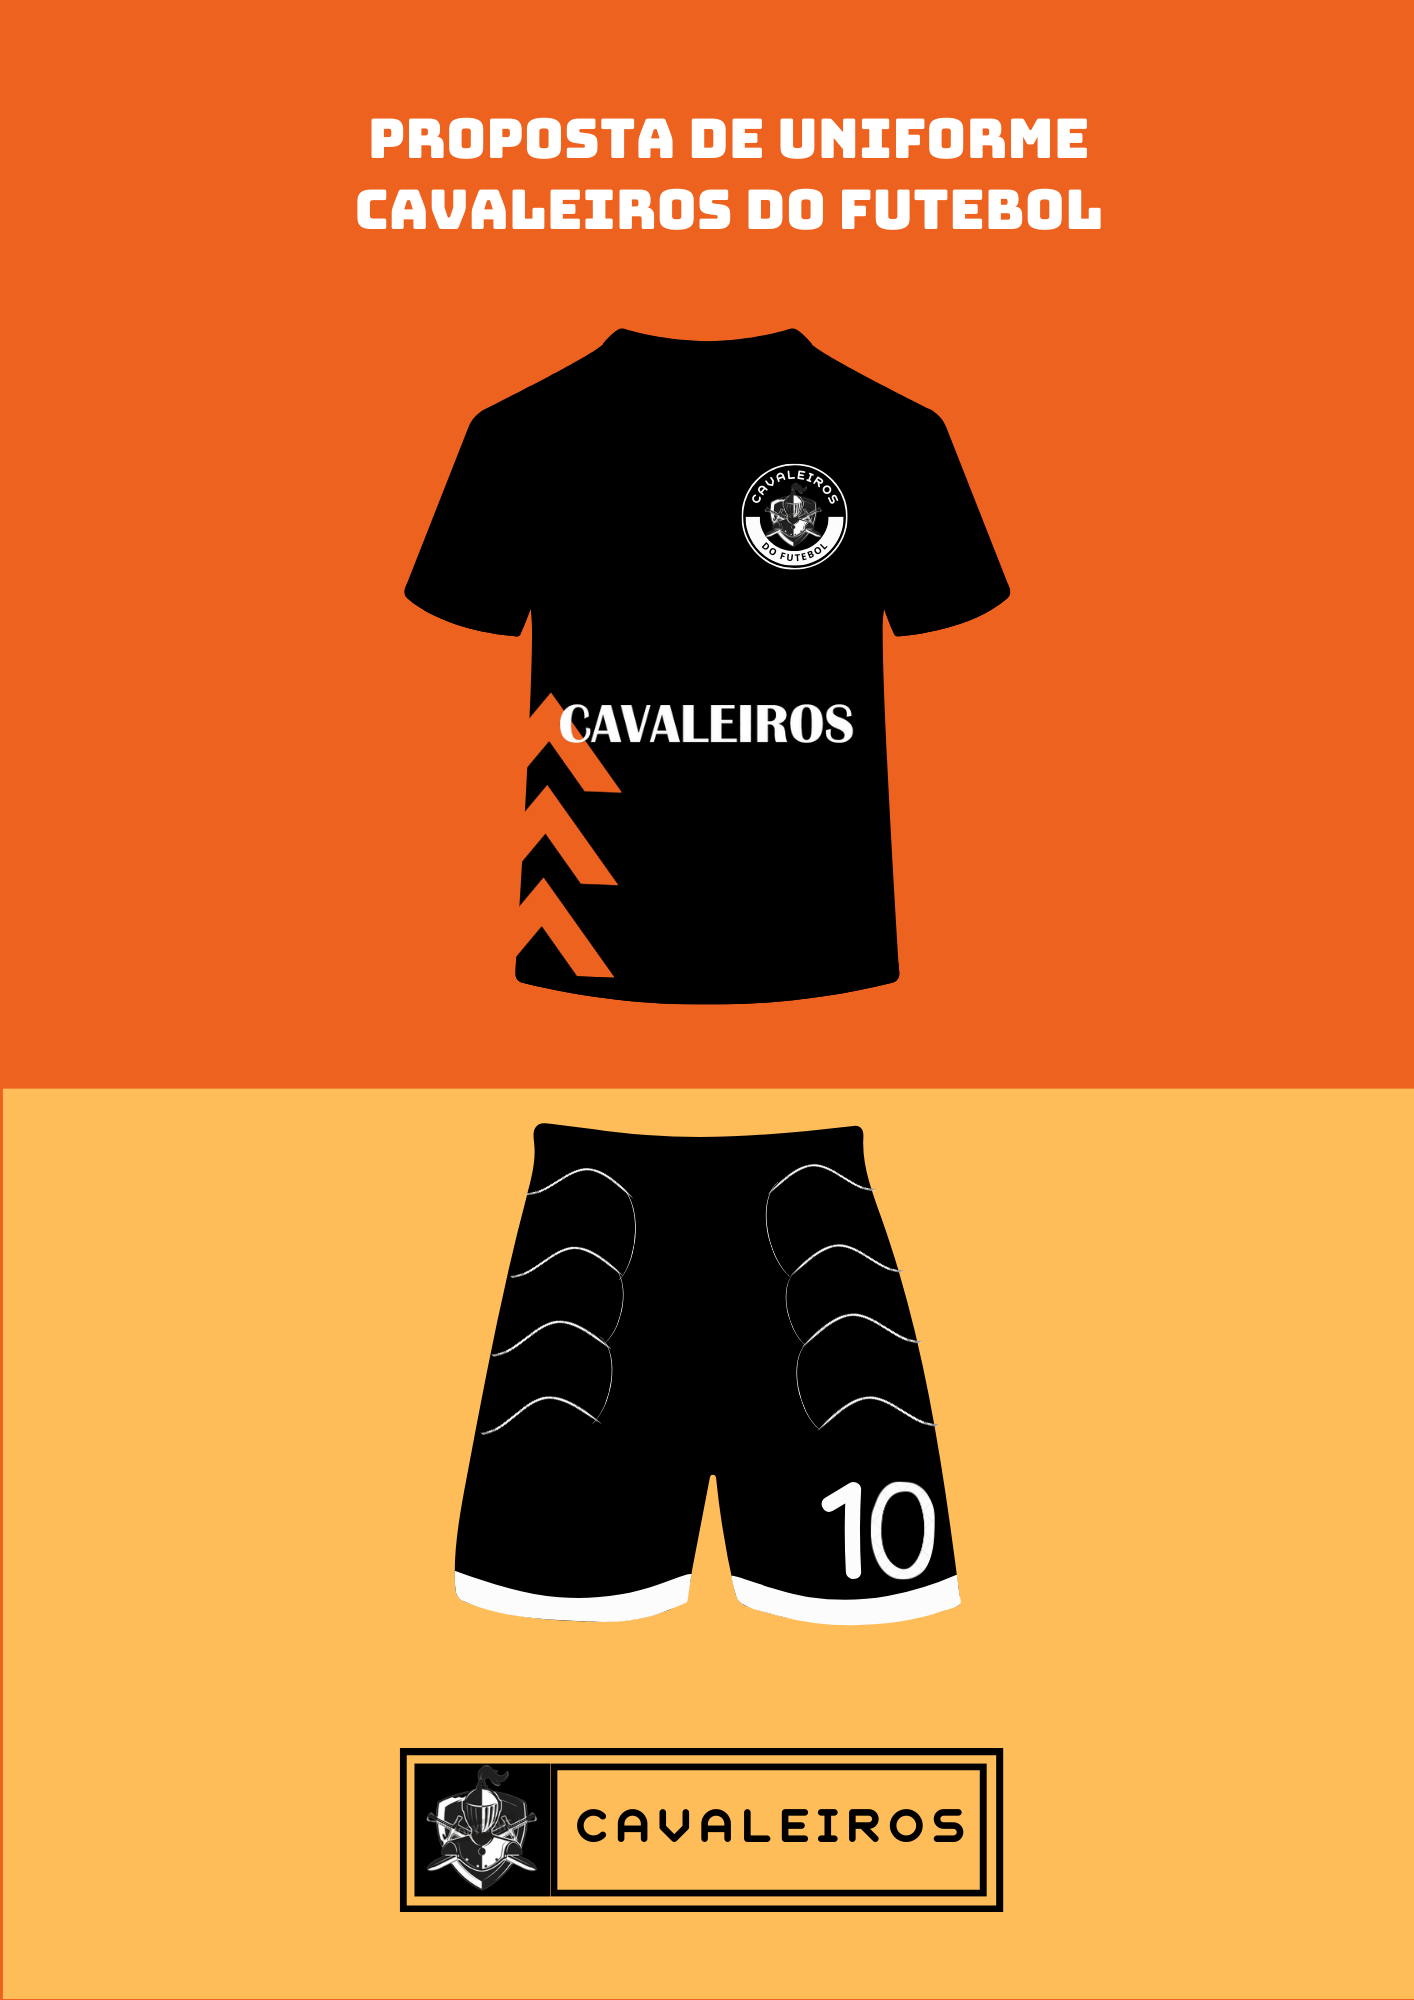 PROPOSTA DE UNIFORME
CAVALEIROS DO FUTEBOL
CAVALEIROS
DO FUTEBOL
CAVALEIROS
10
CAVALEIROS